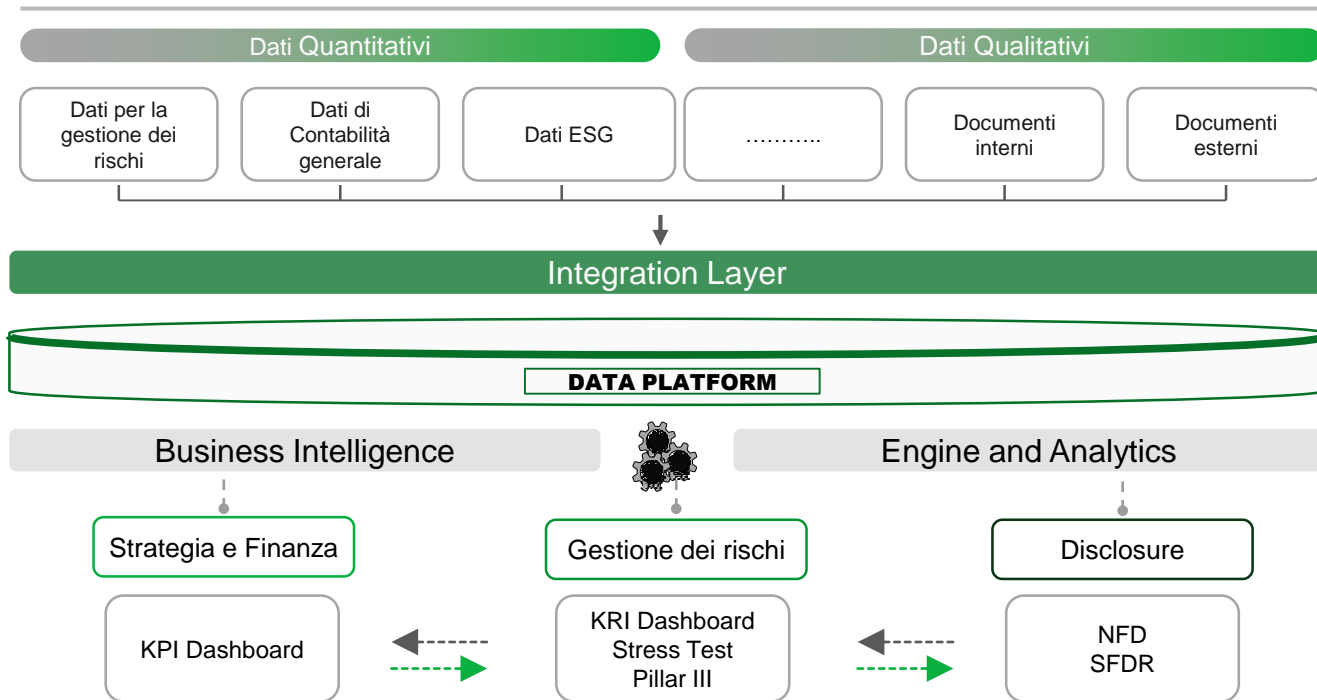 Dati Quantitativi
Dati Qualitativi
Dati per la
gestione dei
rischi
Dati di
Contabilità
generale
Dati ESG
………..
Documenti
interni
Documenti
esterni
Integration Layer
DATA PLATFORM
Business Intelligence
Engine and Analytics
Strategia e Finanza
Gestione dei rischi
Disclosure
KPI Dashboard
KRI Dashboard
Stress Test
Pillar III
NFD
SFDR